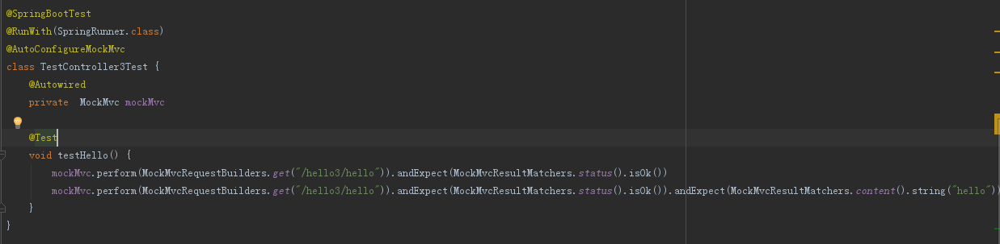 @SpringBootTest
@RunWith(SpringRunner.class)
@AutoConfigureMockMvc
class TestController3Test {
@Autowired
private  MockMvc mockMvc
@Test
void testHello() {
mockMvc.perform(MockMvcRequestBuilders.get("/hello3/hello")).andExpect(MockMvcResultMatchers.status().isOk())
mockMvc.perform(MockMvcRequestBuilders.get("/hello3/hello")).andExpect(MockMvcResultMatchers.status().isOk()).andExpect(MockMvcResultMatchers.content().string("hello"))
}
}